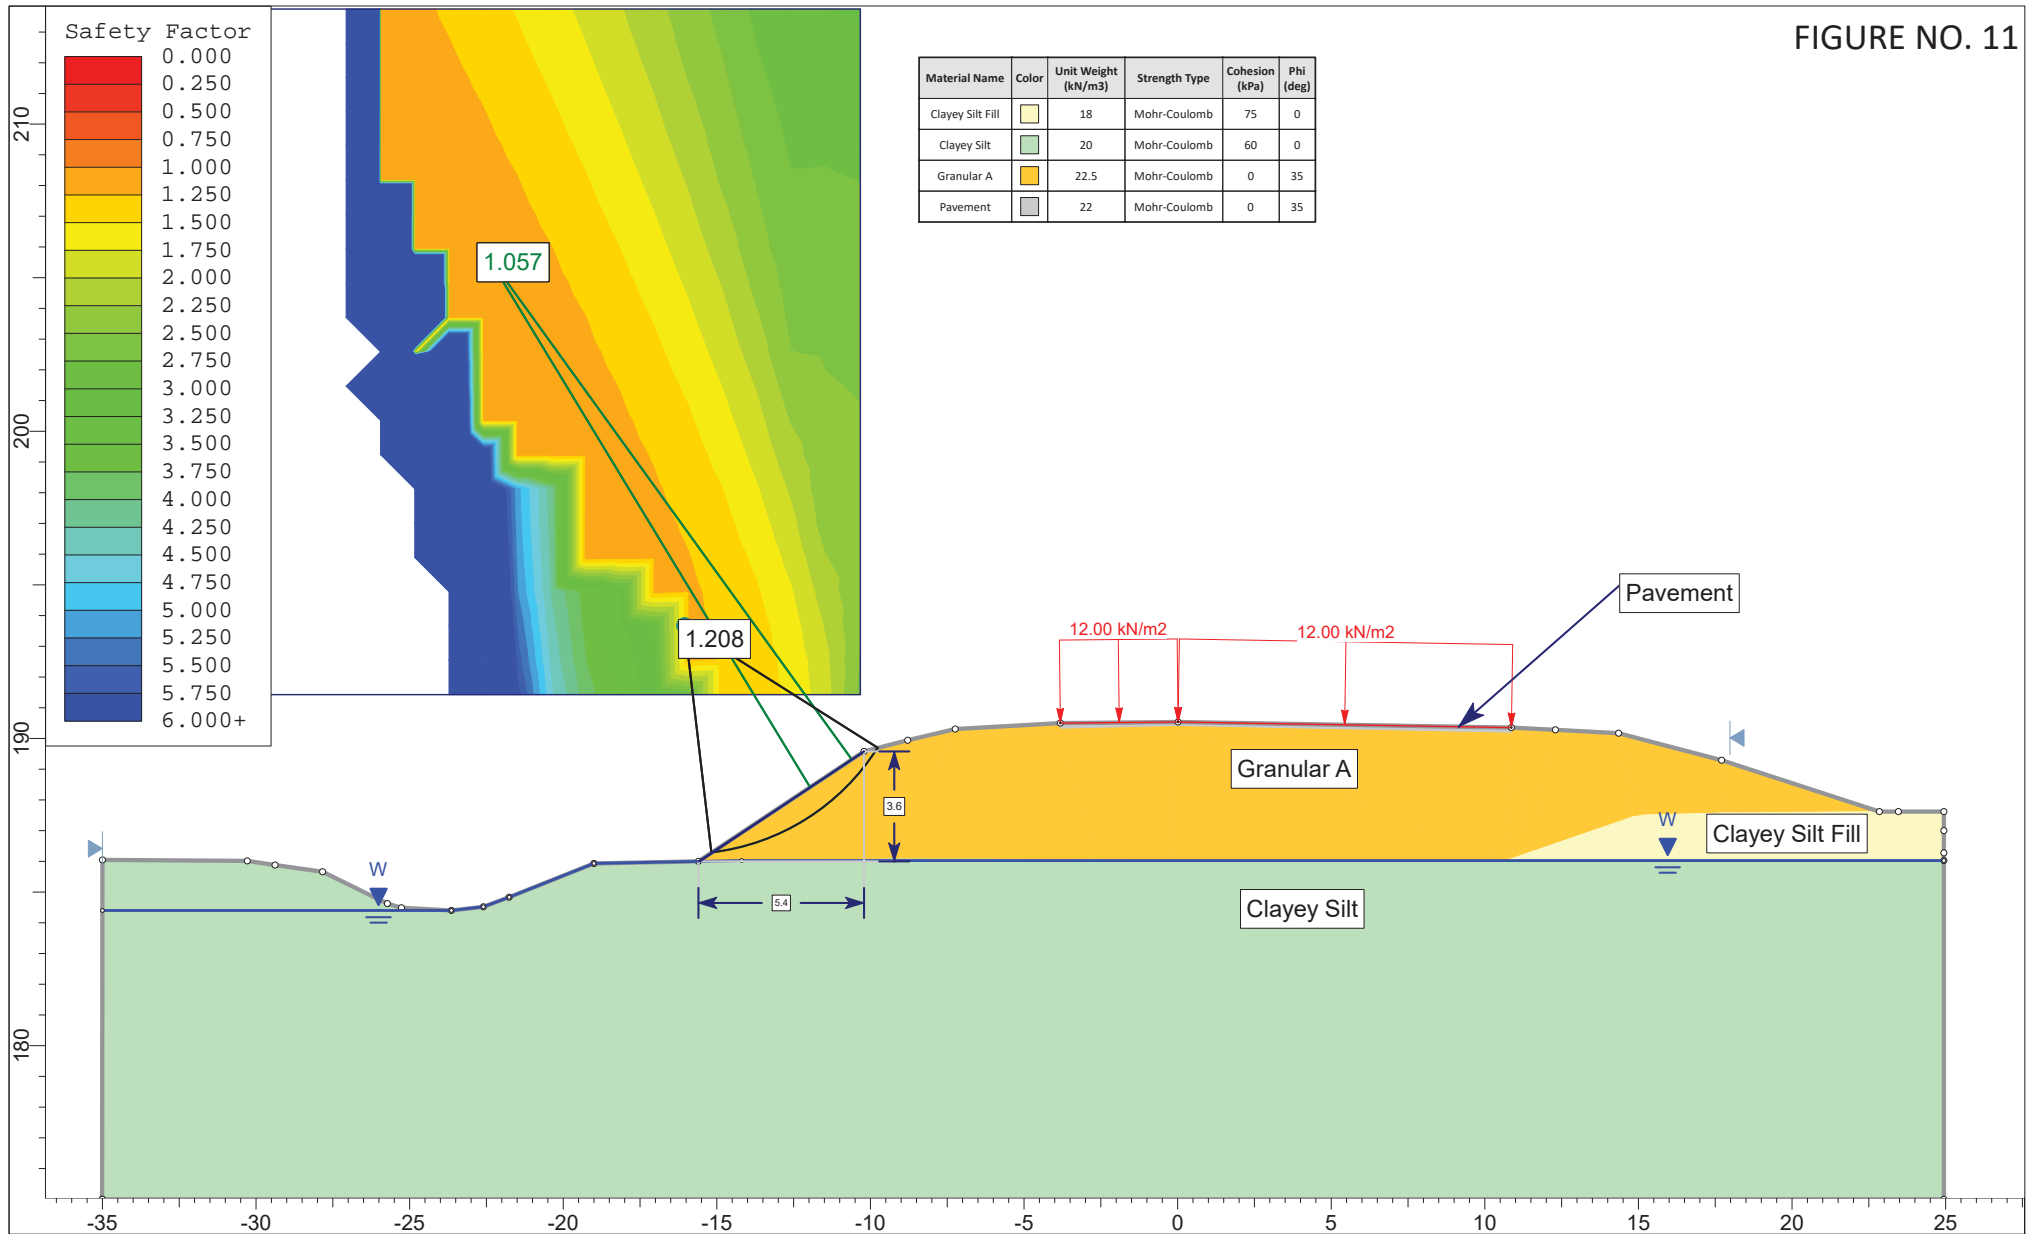 FIGURE NO. 11
Safety Factor
0.000
0.250
0.500
0.750
1.000
1.250
1.500
1.750
2.000
2.250
2.500
2.750
3.000
3.250
3.500
3.750
4.000
4.250
4.500
4.750
5.000
5.250
5.500
5.750
6.000+
Material Name Color Unit Weight (kN/m3) Strength Type Cohesion (kPa) Phi (deg)
Clayey Silt Fill 18 Mohr-Coulomb 75 0
Clayey Silt 20 Mohr-Coulomb 60 0
Granular A 22.5 Mohr-Coulomb 0 35
Pavement 22 Mohr-Coulomb 0 35
1.057
1.208
Pavement
12.00 kN/m2 12.00 kN/m2
Granular A
3.6
W
Clayey Silt Fill
W
5.4
Clayey Silt
210
200
190
180
-35 -30 -25 -20 -15 -10 -5 0 5 10 15 20 25